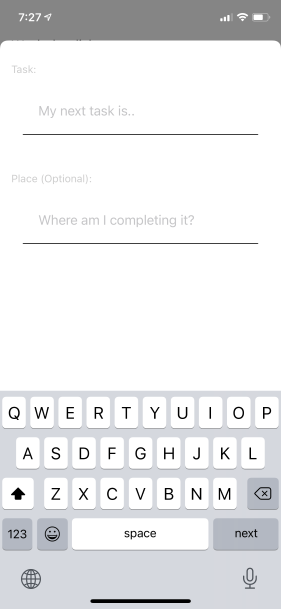 7:27
Task:
My next task is..
Place (Optional):
Where am I completing it?
Q W E R T Y U I O P
A S D F G H J K L
Z X C V B N M
123 space next